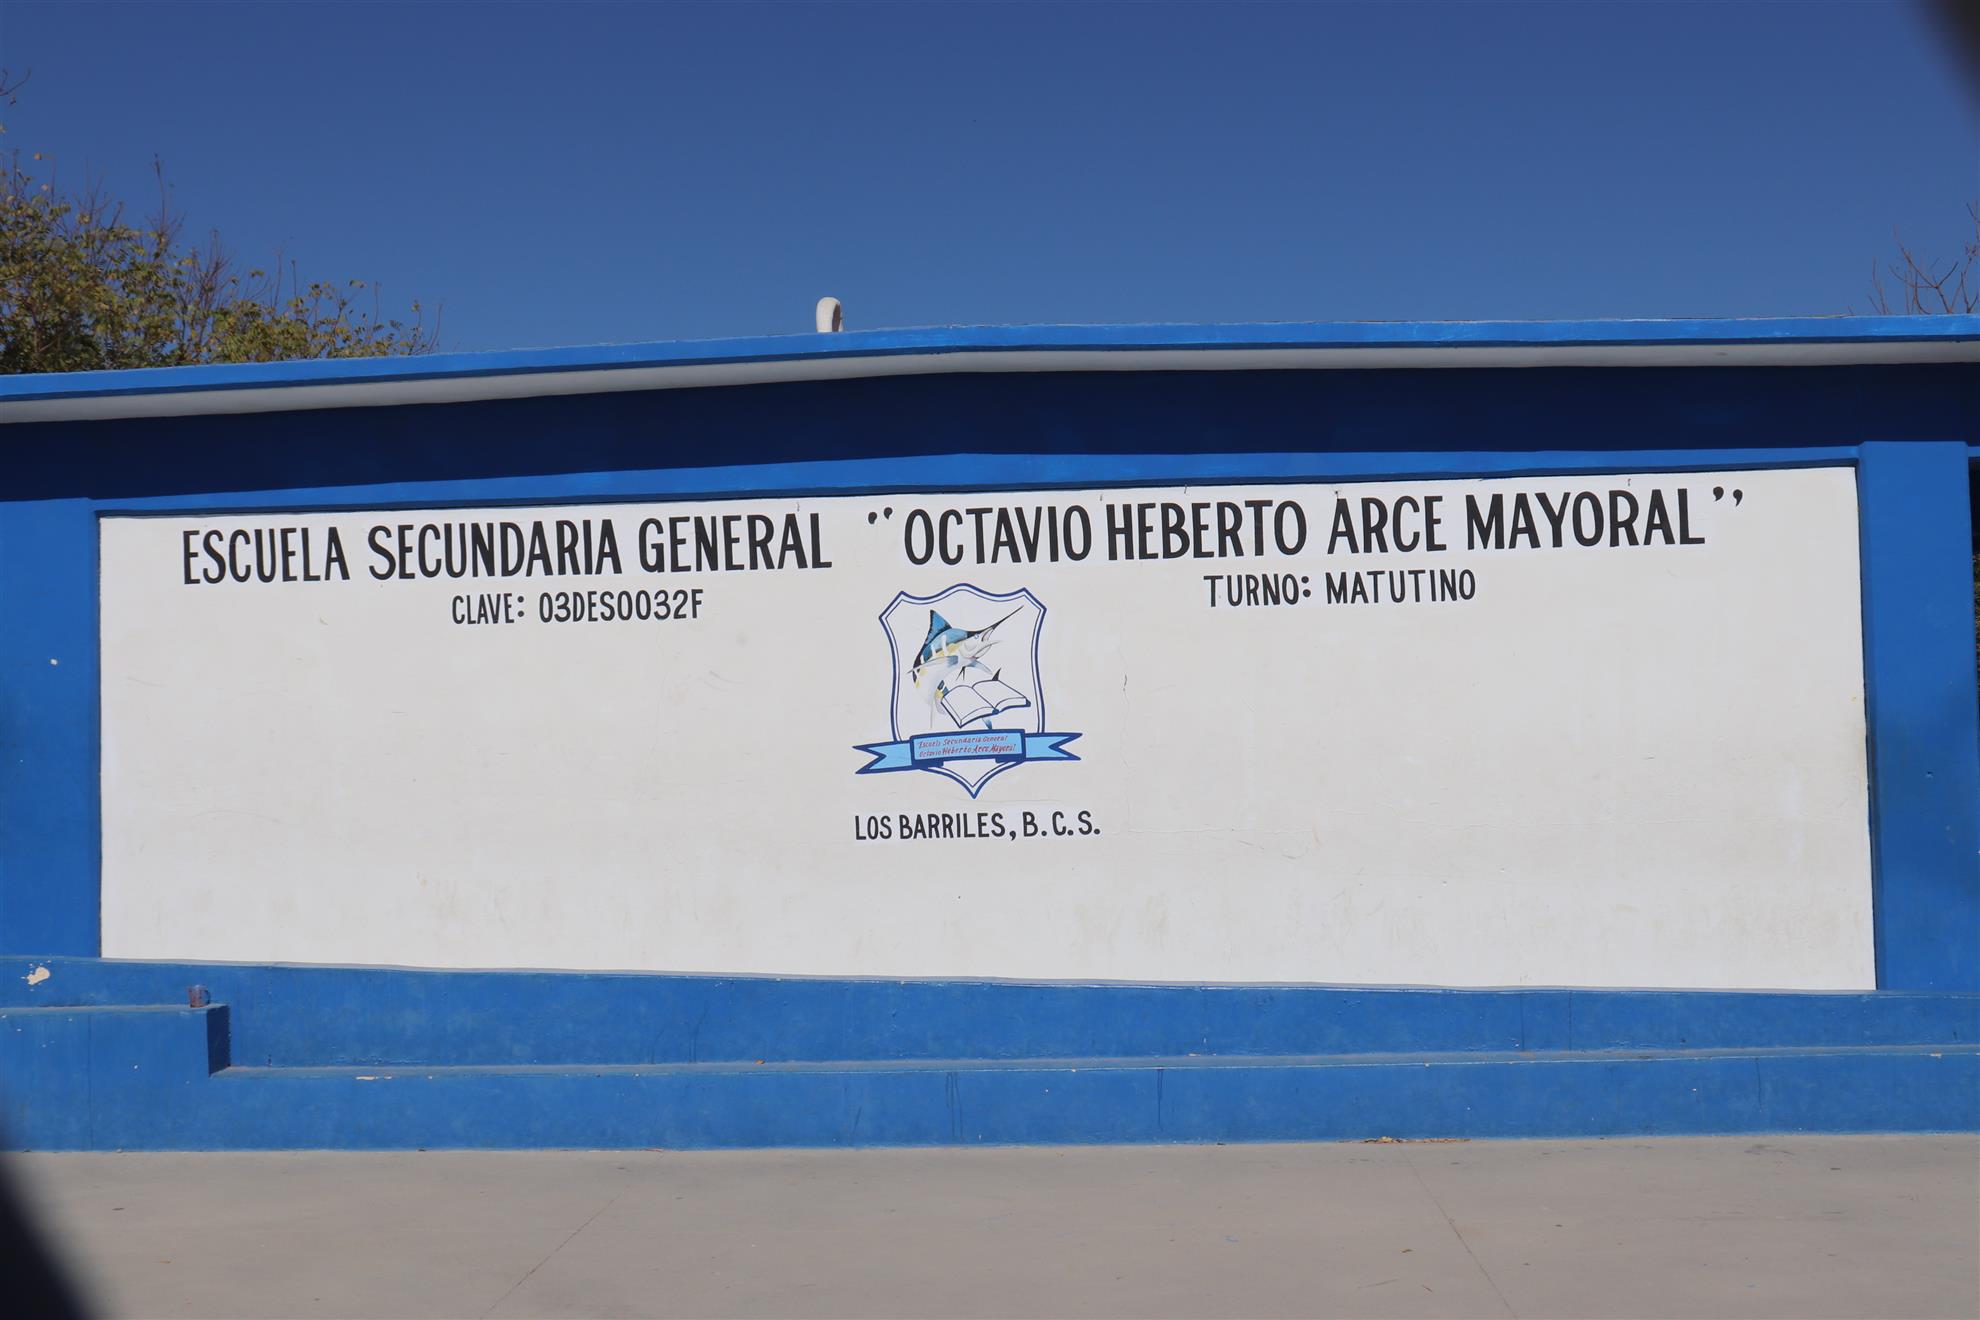 ESCUELA SECUNDARIA GENERAL "OCTAVIO HEBERTO ARCE MAYORAL"
CLAVE: 03DES0032F
TURNO: MATUTINO
Escuela Secundaria General
Octavio Heberto Arce Mayoral
LOS BARRILES, B.C.S.